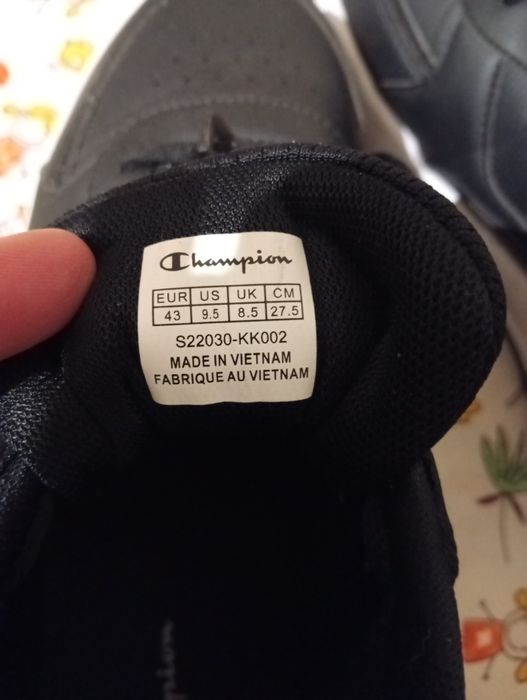 Champion
EUR US UK CM
43 9.5 8.5 27.5
S22030-KK002
MADE IN VIETNAM
FABRIQUE AU VIETNAM